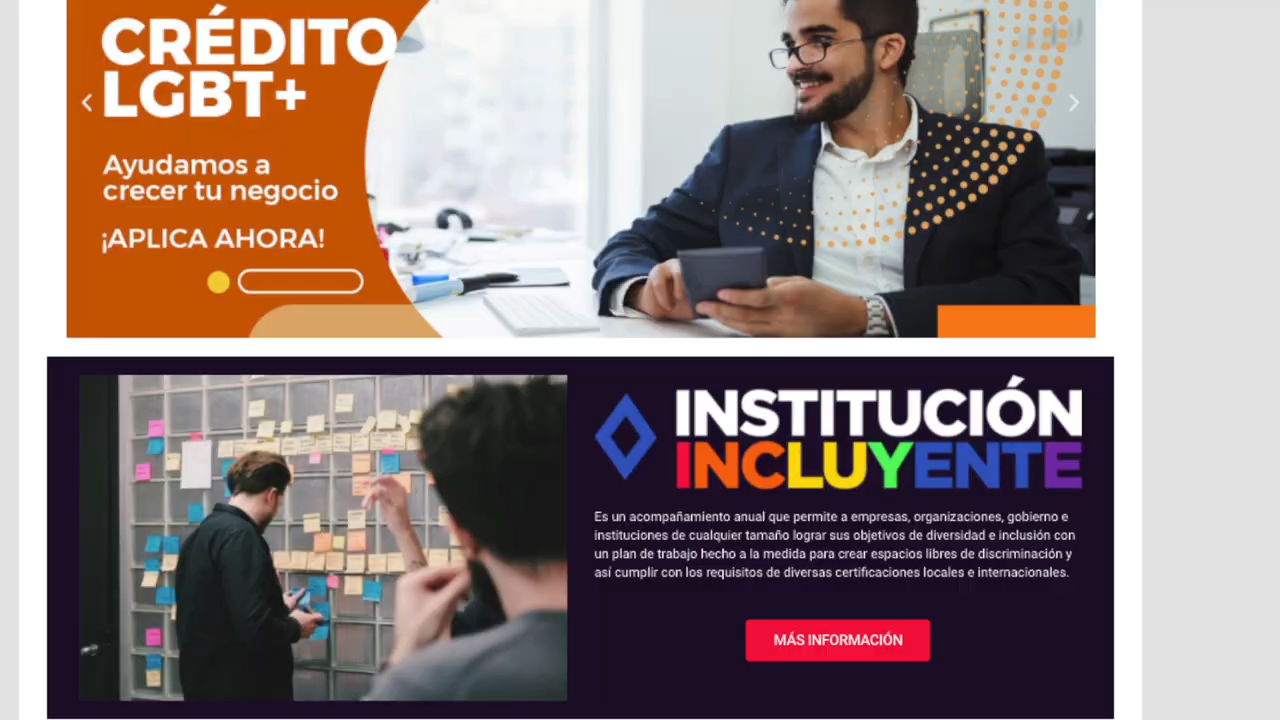 CRÉDITO
LGBT+
Ayudamos a
crecer tu negocio
¡APLICA AHORA!
INSTITUCIÓN
INCLUYENTE
Es un acompañamiento anual que permite a empresas, organizaciones, gobierno e
instituciones de cualquier tamaño lograr sus objetivos de diversidad e inclusión con
un plan de trabajo hecho a la medida para crear espacios libres de discriminación y
así cumplir con los requisitos de diversas certificaciones locales e internacionales.
MÁS INFORMACIÓN